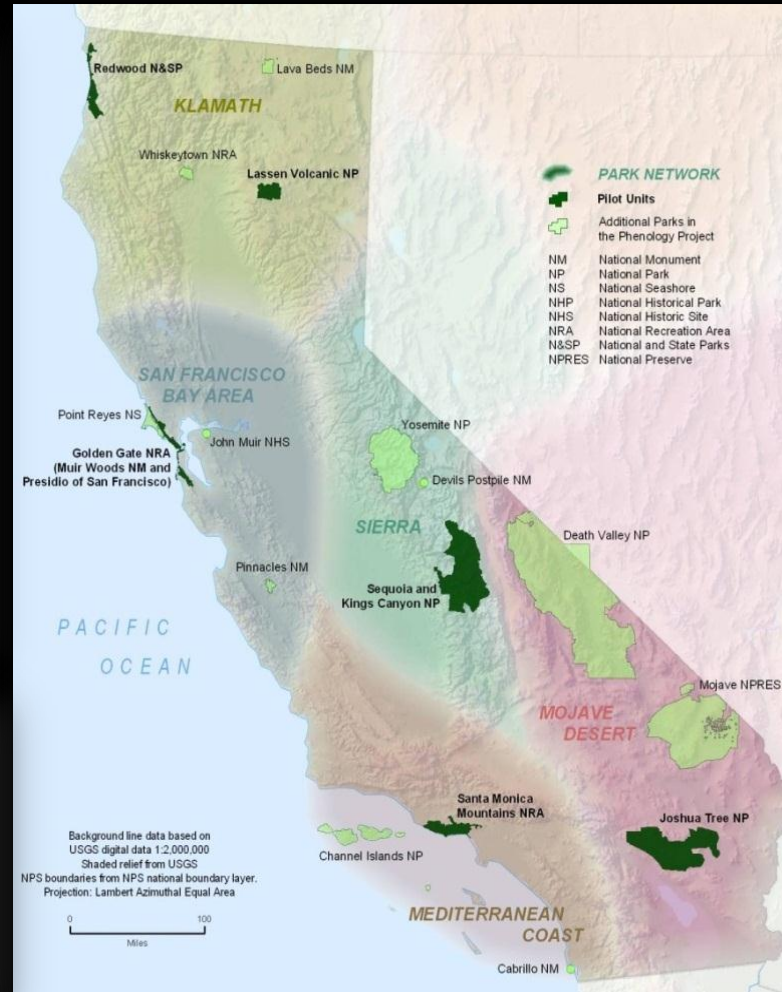 Redwood N&SP
Lava Beds NM
KLAMATH
Whiskeytown NRA
Lassen Volcanic NP
PARK NETWORK
Pilot Units
Additional Parks in
the Phenology Project
NM National Monument
NP National Park
NS National Seashore
NHP National Historical Park
NHS National Historic Site
NRA National Recreation Area
N&SP National and State Parks
NPRES National Preserve
SAN FRANCISCO
BAY AREA
Point Reyes NS
John Muir NHS
Golden Gate NRA
(Muir Woods NM and
Presidio of San Francisco)
Yosemite NP
Devils Postpile NM
SIERRA
Death Valley NP
Pinnacles NM
Sequoia and
Kings Canyon NP
PACIFIC
OCEAN
Mojave NPRES
MOJAVE
DESERT
Santa Monica
Mountains NRA
Joshua Tree NP
Channel Islands NP
Background line data based on
USGS digital data 1:2,000,000
Shaded relief from USGS
NPS boundaries from NPS national boundary layer.
Projection: Lambert Azimuthal Equal Area
0 100
Miles
MEDITERRANEAN
COAST
Cabrillo NM